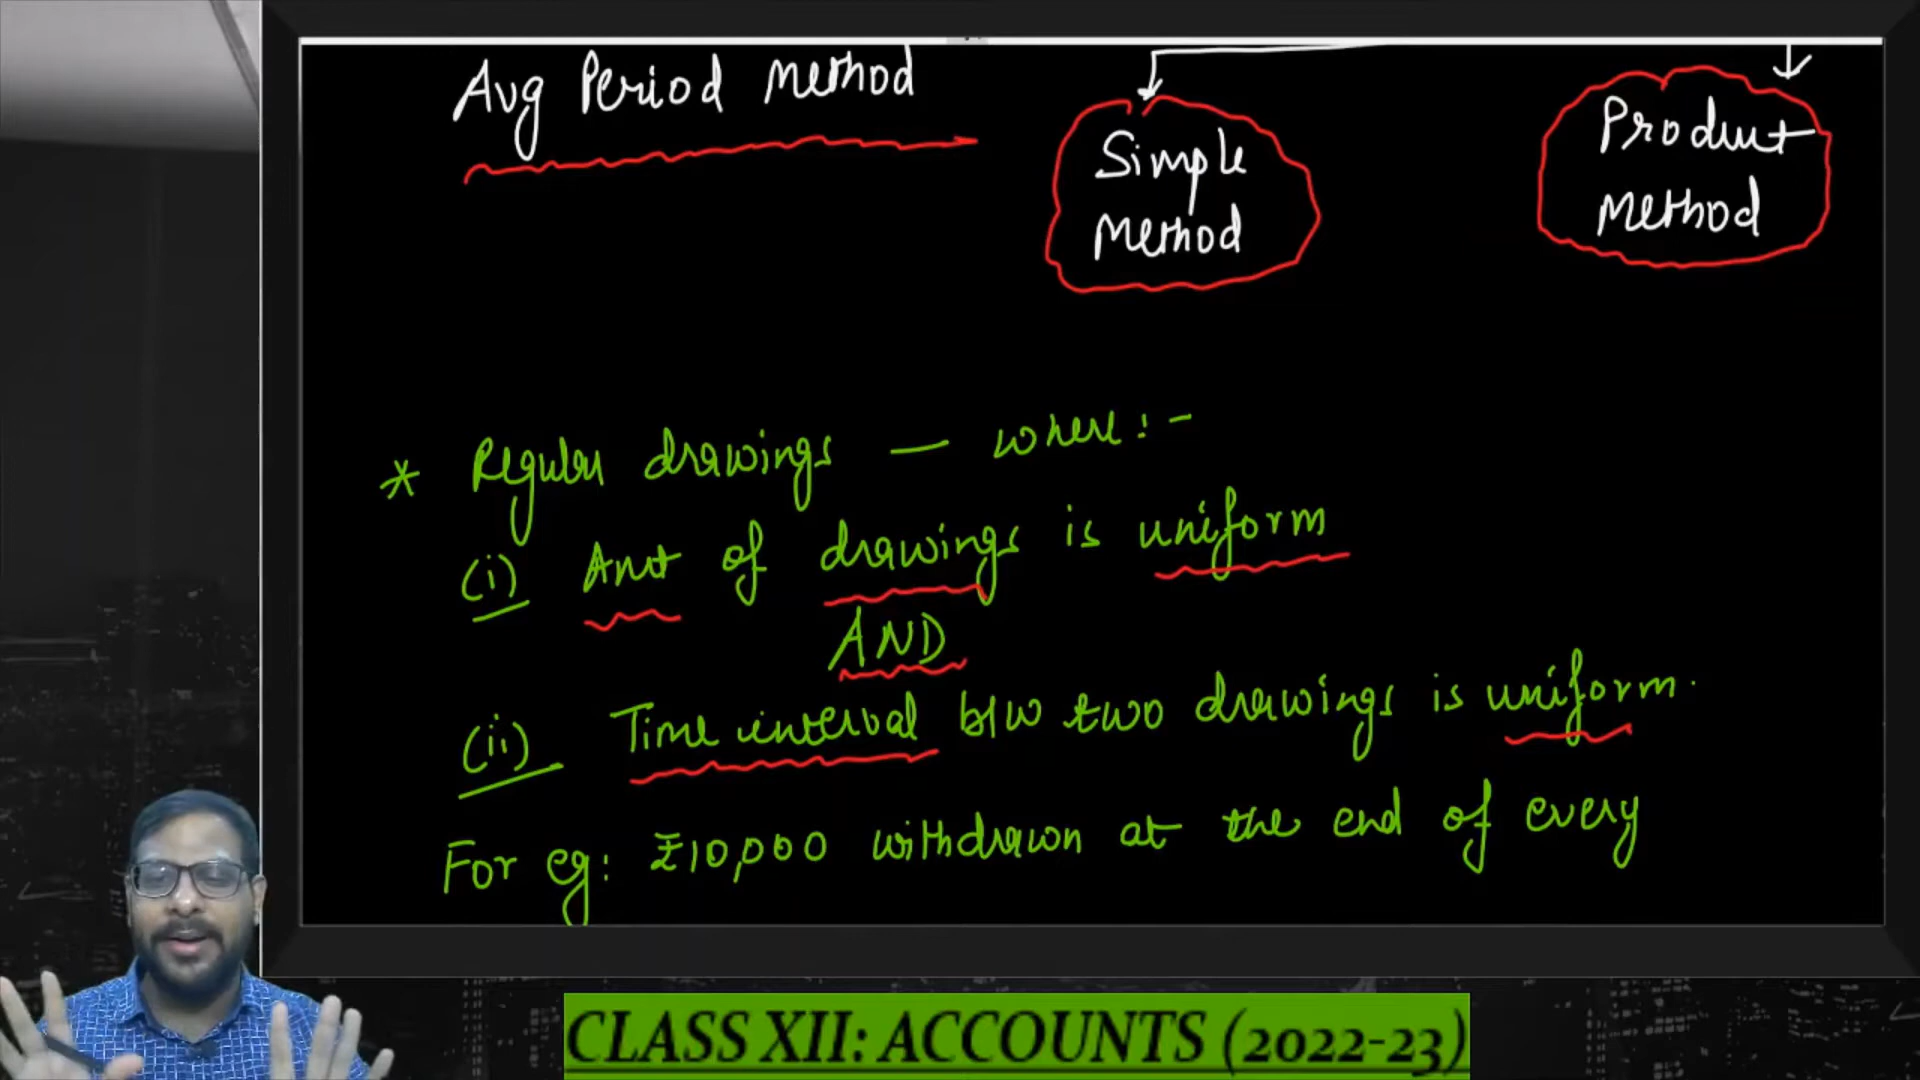 Avg Period Method
Simple
Method
Product
Method
* Regular drawings — where:-
(i) Amt of drawings is uniform
AND
(ii) Time interval b/w two drawings is uniform.
For eg: ₹10,000 withdrawn at the end of every
CLASS XII: ACCOUNTS (2022-23)